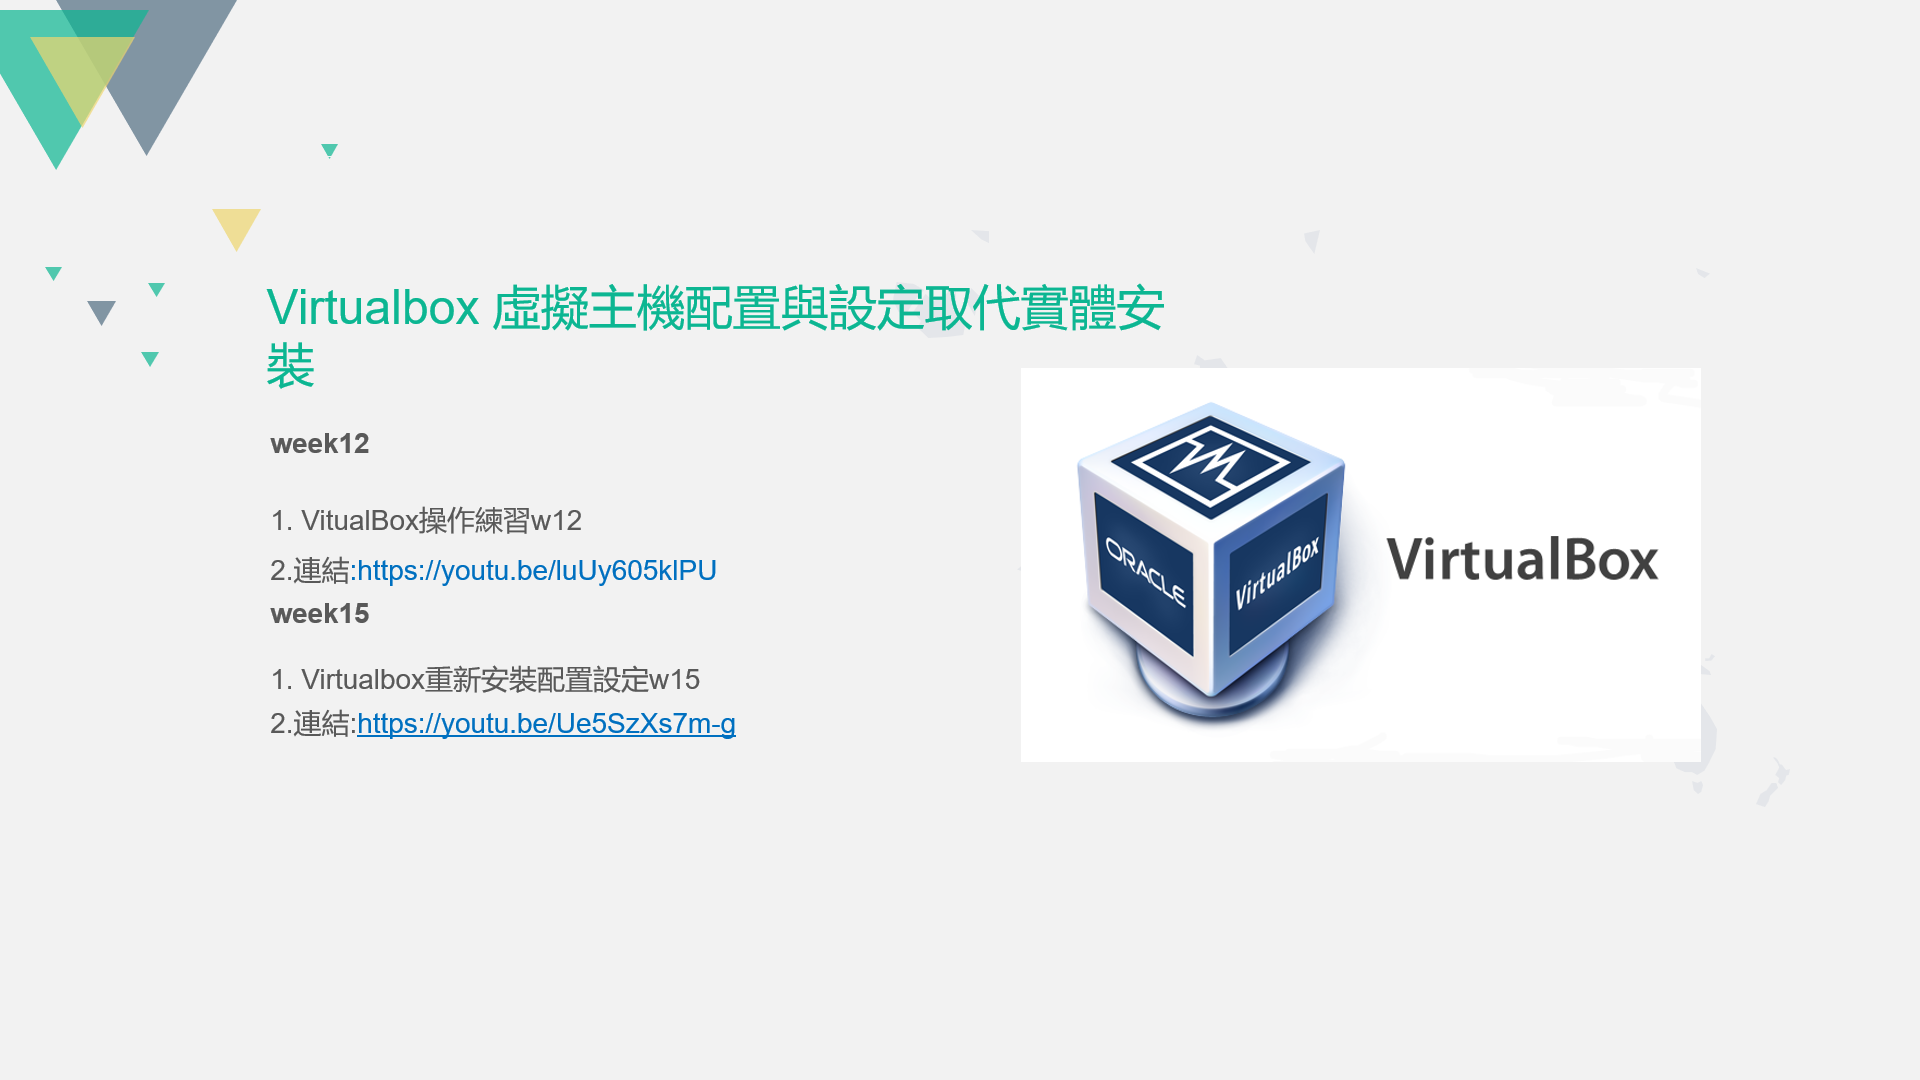 Virtualbox 虛擬主機配置與設定取代實體安
裝
week12
1. VitualBox操作練習w12
2.連結:https://youtu.be/luUy605klPU
week15
1. Virtualbox重新安裝配置設定w15
2.連結:https://youtu.be/Ue5SzXs7m-g
ORACLE
VirtualBox
VirtualBox